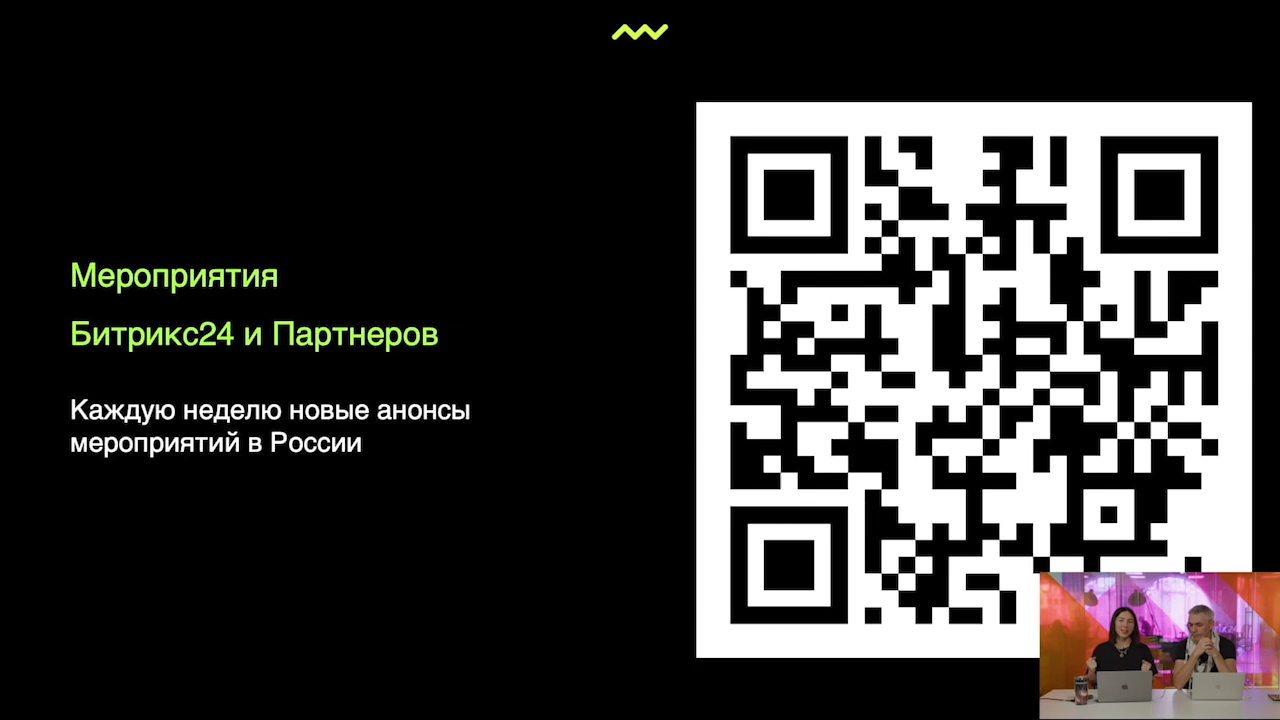 Мероприятия
Битрикс24 и Партнеров
Каждую неделю новые анонсы
мероприятий в России